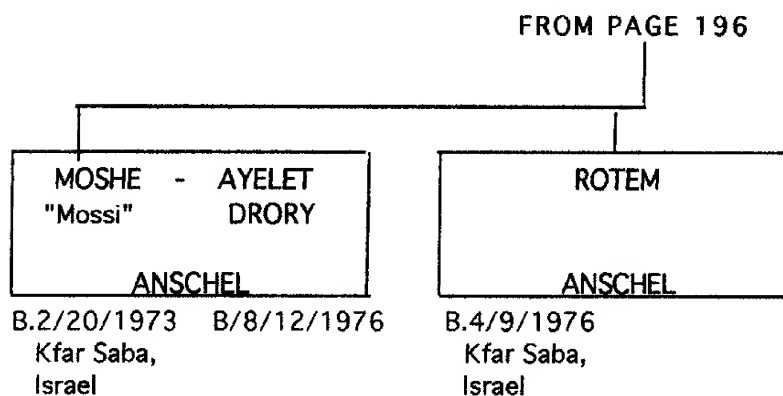 FROM PAGE 196
MOSHE - AYELET
"Mossi" DRORY
ANSCHEL
B.2/20/1973 B/8/12/1976
Kfar Saba,
Israel
ROTEM
ANSCHEL
B.4/9/1976
Kfar Saba,
Israel